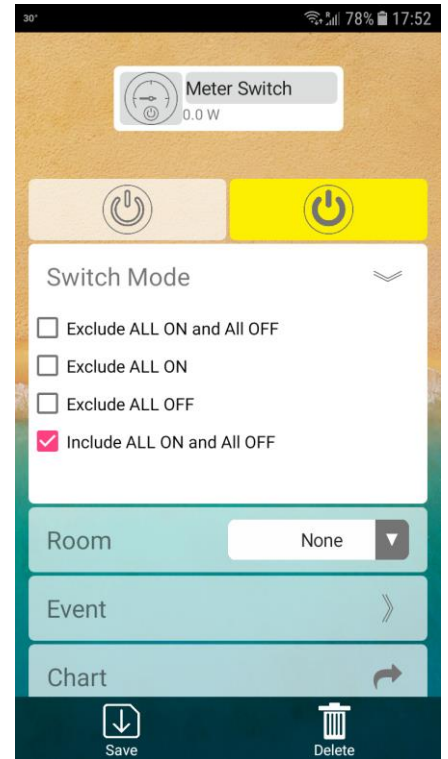 30°
R 78% 17:52
Meter Switch
0.0 W
Switch Mode
Exclude ALL ON and All OFF
Exclude ALL ON
Exclude ALL OFF
Include ALL ON and All OFF
Room None
Event
Chart
Save Delete